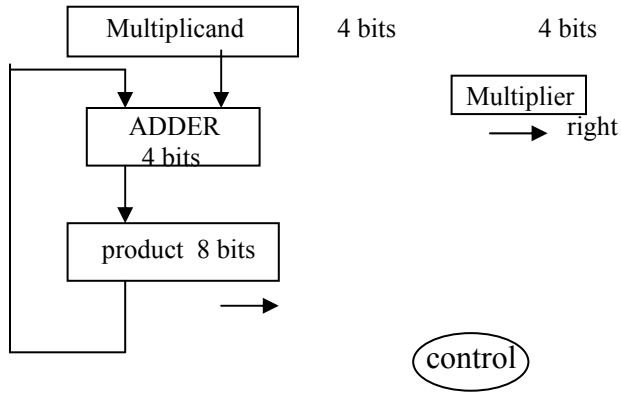 Multiplicand 4 bits 4 bits
Multiplier
right
ADDER
4 bits
product 8 bits
control